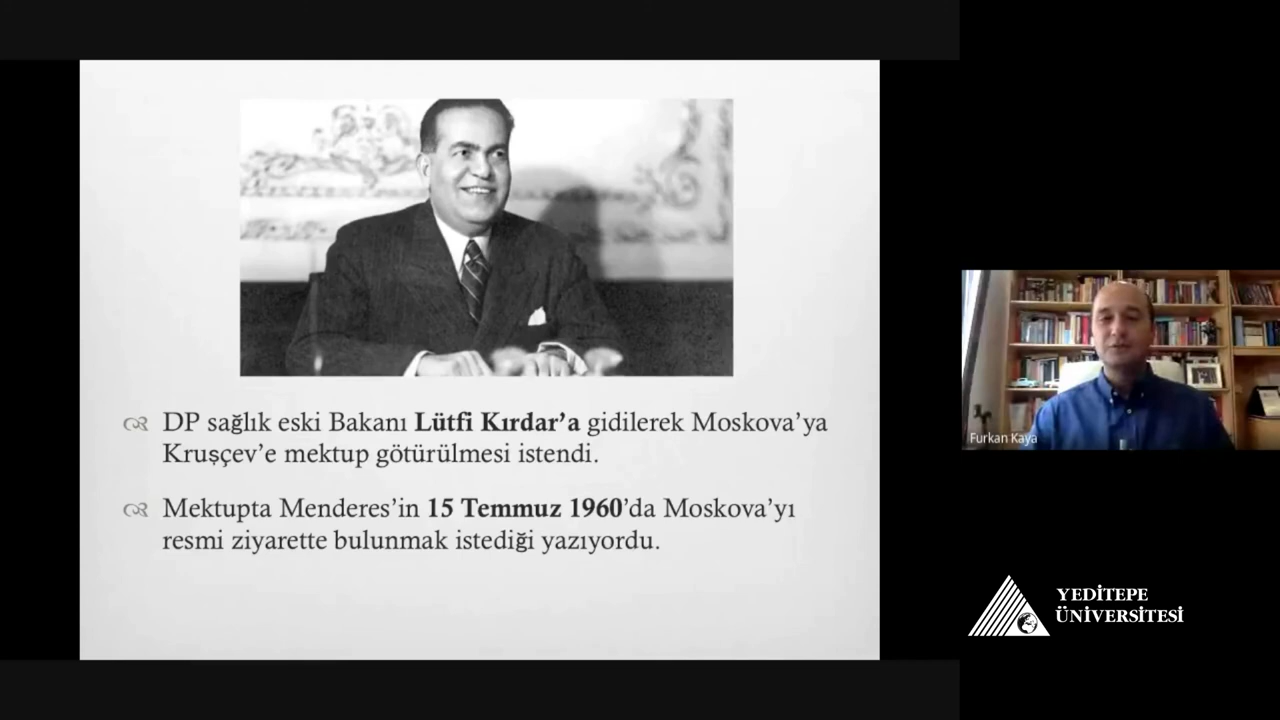 DP sağlık eski Bakanı Lütfi Kırdar’a gidilerek Moskova’ya
Kruşçev’e mektup götürülmesi istendi.
Mektupta Menderes’in 15 Temmuz 1960’da Moskova’yı
resmi ziyarette bulunmak istediği yazıyordu.
Furkan Kaya
YEDİTEPE
ÜNİVERSİTESİ